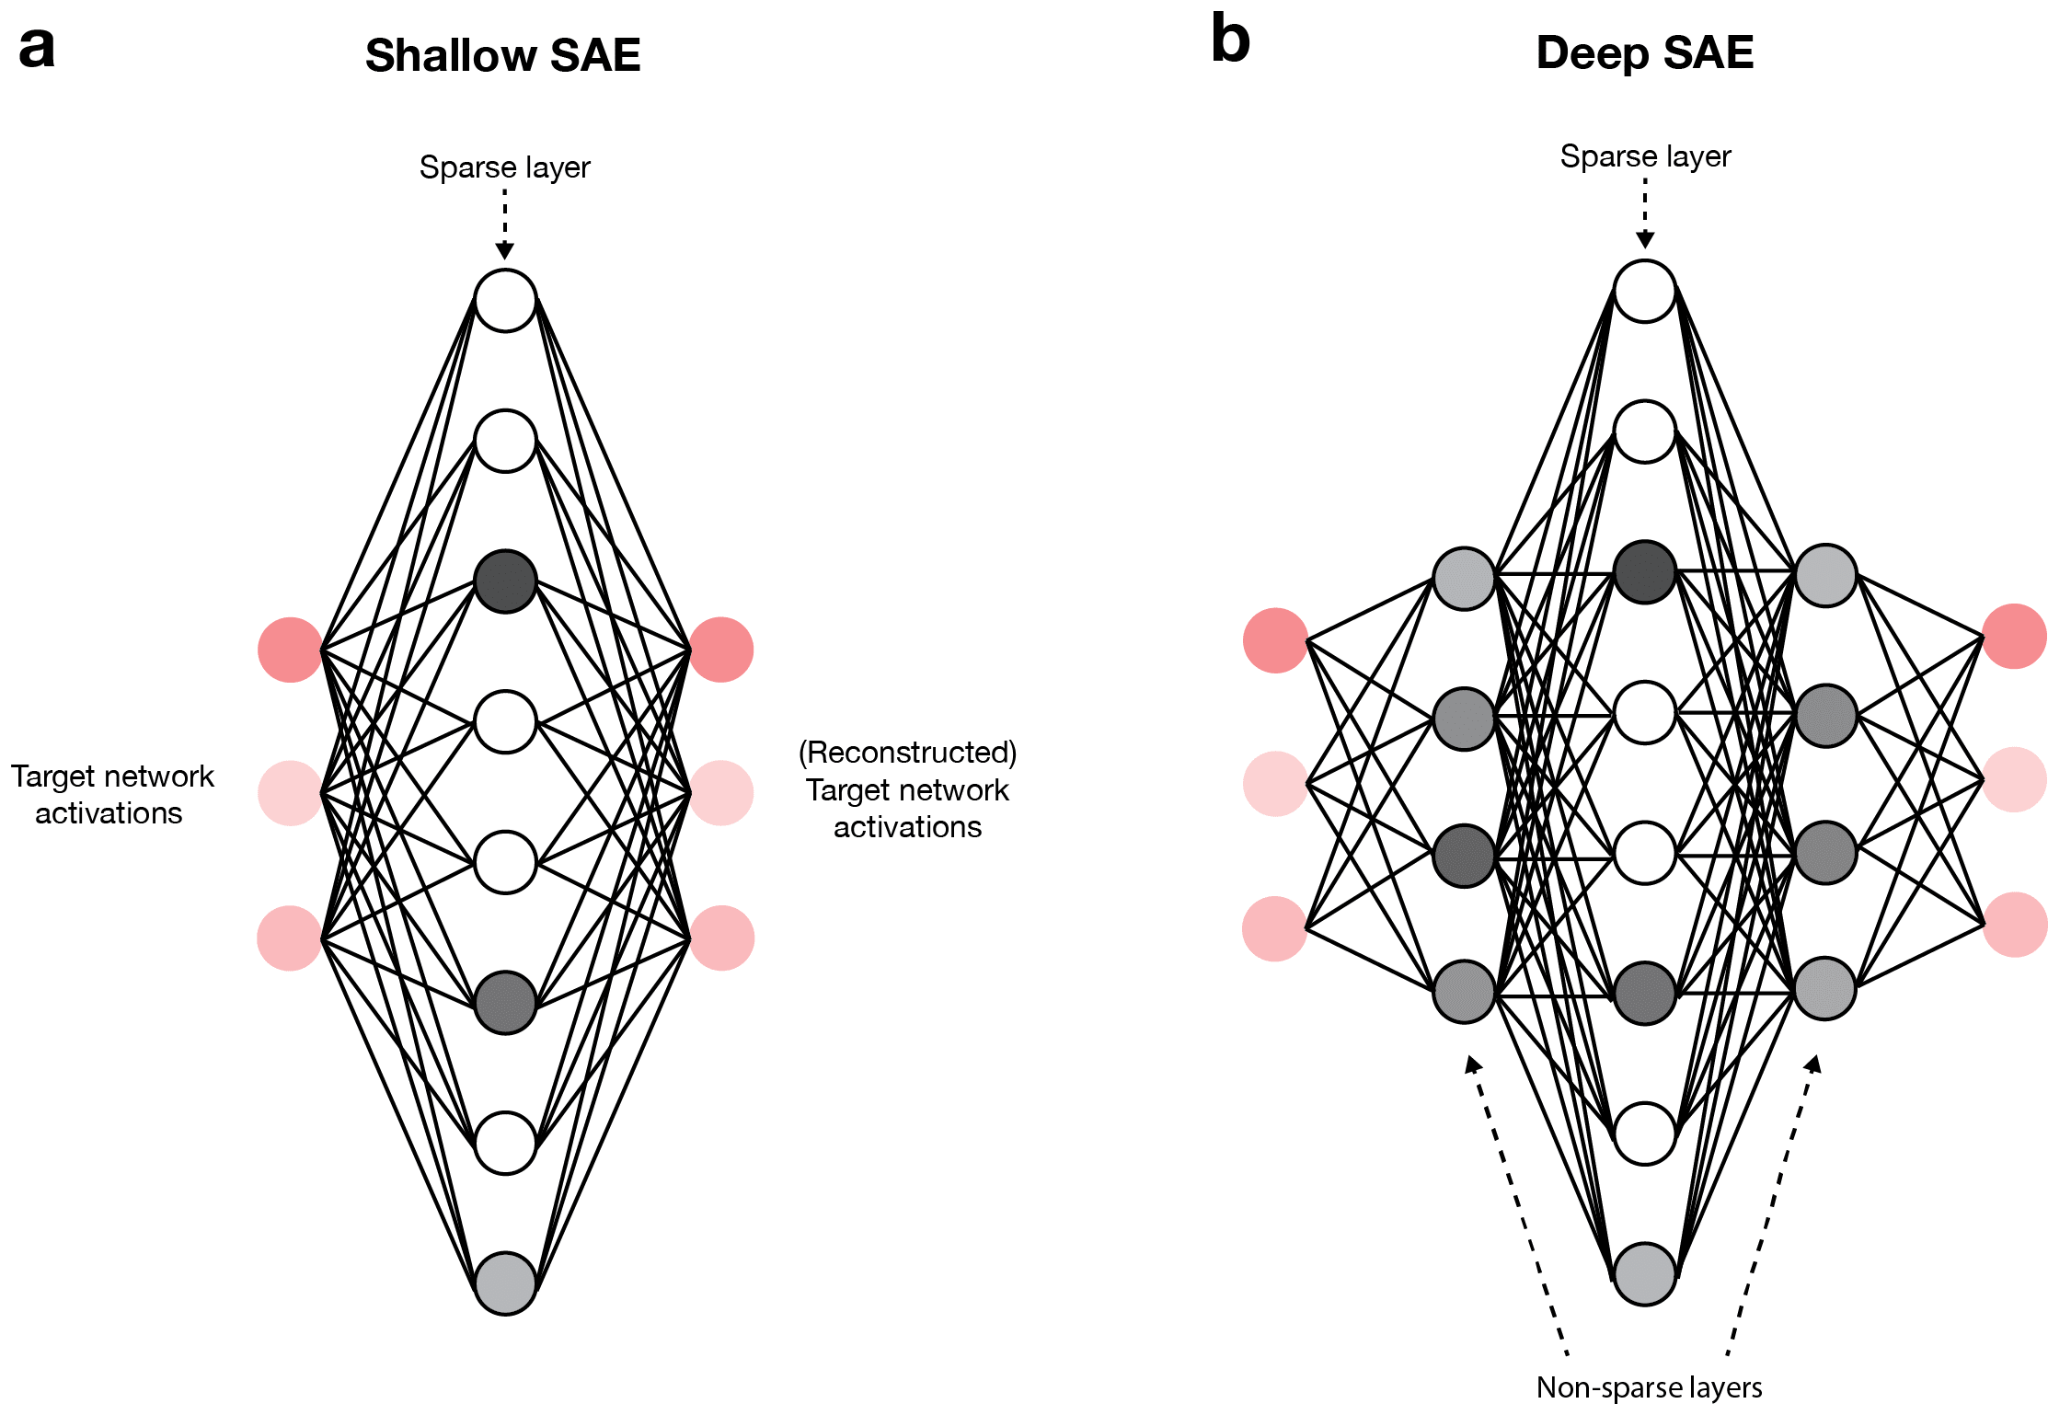 a
Shallow SAE
Sparse layer
Target network
activations
(Reconstructed)
Target network
activations
b
Deep SAE
Sparse layer
Non-sparse layers